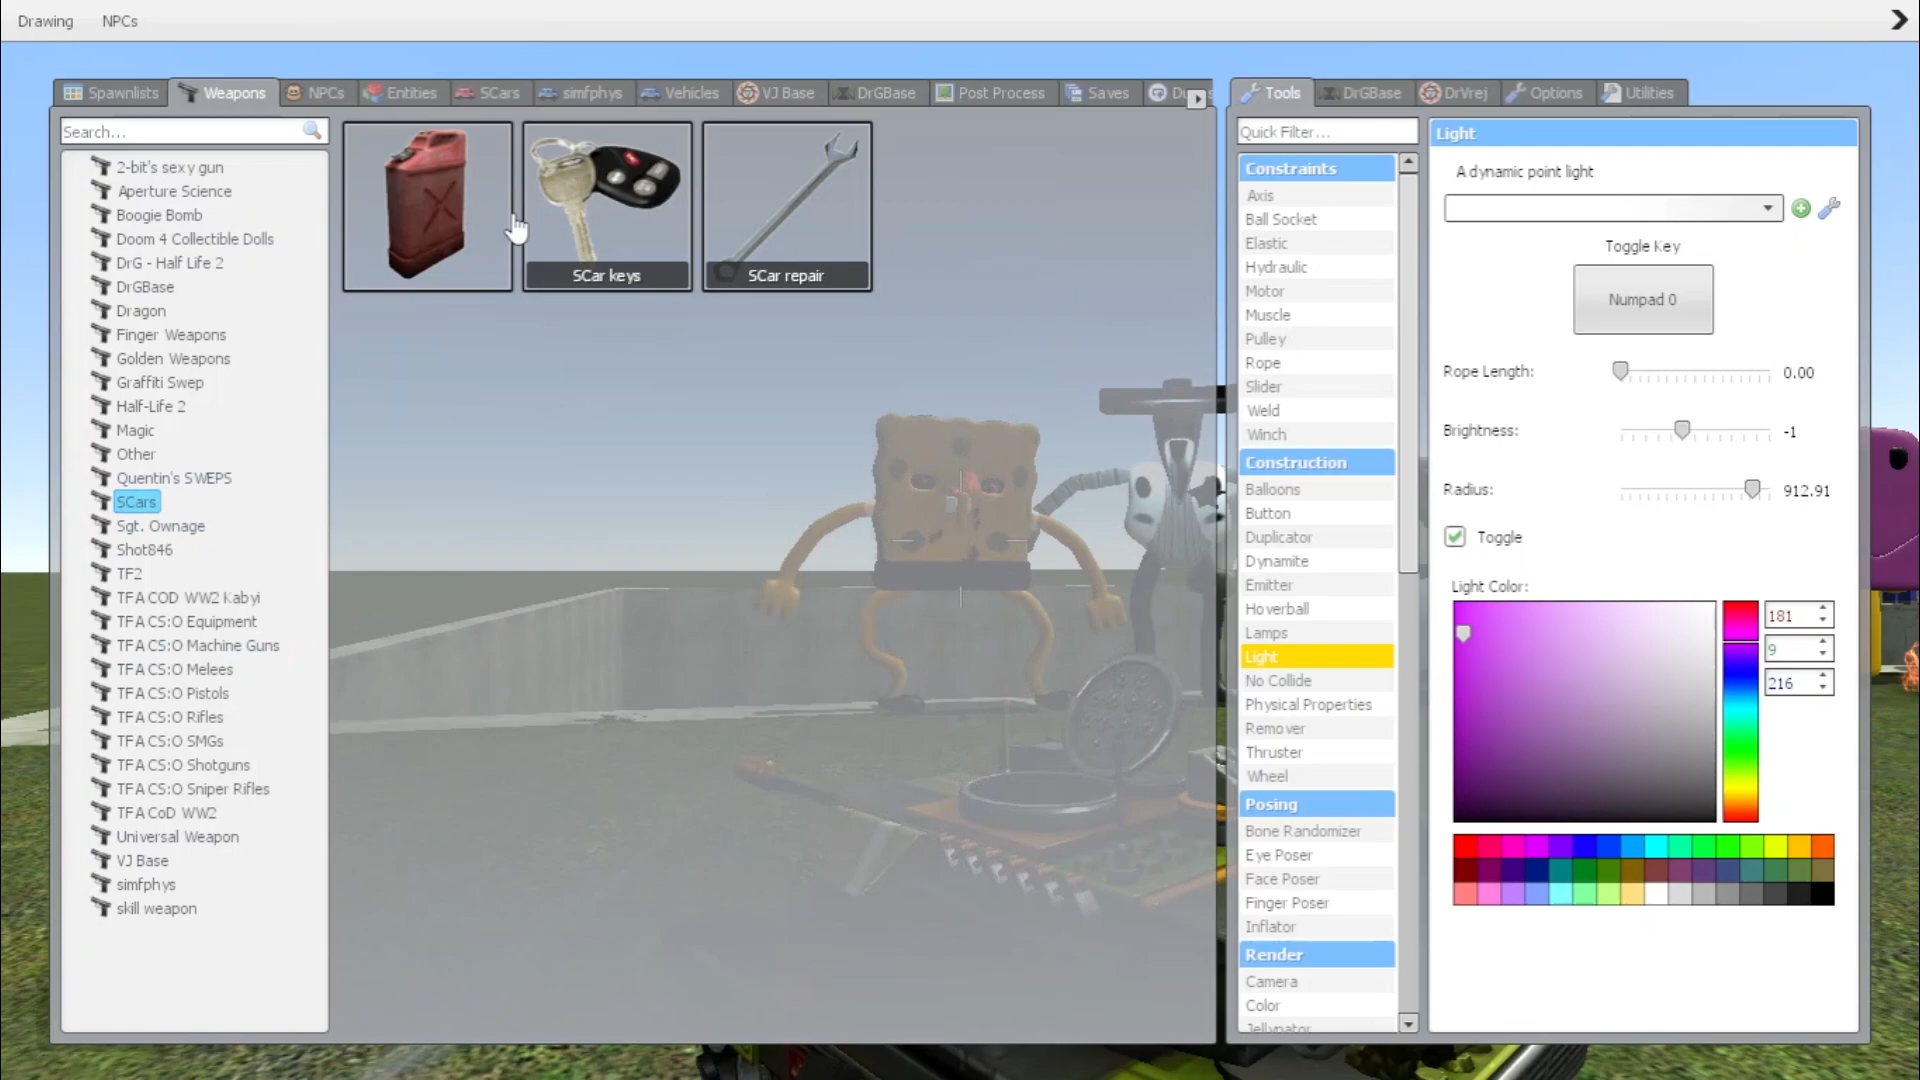 Drawing NPCs
Spawnlists Weapons NPCs Entities SCars simfphys Vehicles VJ Base DrGBase Post Process Saves
Tools DrGBase DrVrej Options Utilities
Search...
2-bit's sexy gun
Aperture Science
Boogie Bomb
Doom 4 Collectible Dolls
DrG - Half Life 2
DrGBase
Dragon
Finger Weapons
Golden Weapons
Graffiti Swep
Half-Life 2
Magic
Other
Quentin's SWEPS
SCars
Sgt. Ownage
Shot846
TF2
TFA COD WW2 Kabyi
TFA CS:O Equipment
TFA CS:O Machine Guns
TFA CS:O Melees
TFA CS:O Pistols
TFA CS:O Rifles
TFA CS:O SMGs
TFA CS:O Shotguns
TFA CS:O Sniper Rifles
TFA CoD WW2
Universal Weapon
VJ Base
simfphys
skill weapon
SCar keys
SCar repair
Quick Filter...
Constraints
Axis
Ball Socket
Elastic
Hydraulic
Motor
Muscle
Pulley
Rope
Slider
Weld
Winch
Construction
Balloons
Button
Duplicator
Dynamite
Emitter
Hoverball
Lamps
Light
No Collide
Physical Properties
Remover
Thruster
Wheel
Posing
Bone Randomizer
Eye Poser
Face Poser
Finger Poser
Inflator
Render
Camera
Color
Light
A dynamic point light
Toggle Key
Numpad 0
Rope Length: 0.00
Brightness: -1
Radius: 912.91
Toggle
Light Color:
181
9
216